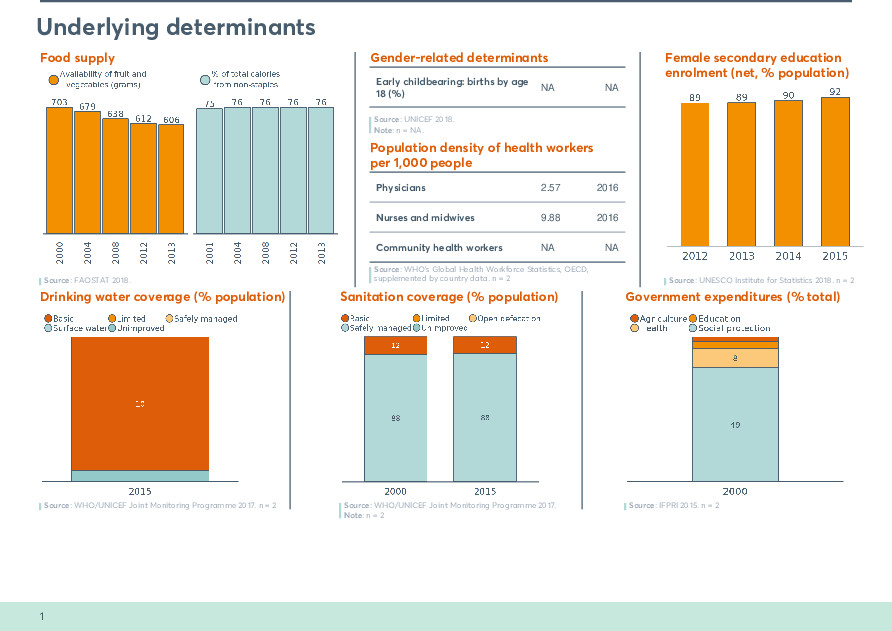 Underlying determinants
Food supply
Availability of fruit and
vegetables (grams)
% of total calories
from non-staples
703 679 638 612 606
75 76 76 76 76
2000 2004 2008 2012 2013
2001 2004 2008 2012 2013
Source: FAOSTAT 2018.
Gender-related determinants
Early childbearing: births by age
18 (%) NA NA
Source: UNICEF 2018.
Note: n = NA.
Population density of health workers
per 1,000 people
Physicians 2.57 2016
Nurses and midwives 9.88 2016
Community health workers NA NA
Source: WHO's Global Health Workforce Statistics, OECD,
supplemented by country data. n = 2
Female secondary education
enrolment (net, % population)
89 89 90 92
2012 2013 2014 2015
Source: UNESCO Institute for Statistics 2018. n = 2
Drinking water coverage (% population)
Basic Limited Safely managed
Surface water Unimproved
2015
Source: WHO/UNICEF Joint Monitoring Programme 2017. n = 2
Sanitation coverage (% population)
Basic Limited Open defecation
Safely managed Unimproved
12 12
88 88
2000 2015
Source: WHO/UNICEF Joint Monitoring Programme 2017.
Note: n = 2
Government expenditures (% total)
Agriculture Education
Health Social protection
8
2000
Source: IFPRI 2015. n = 2
1